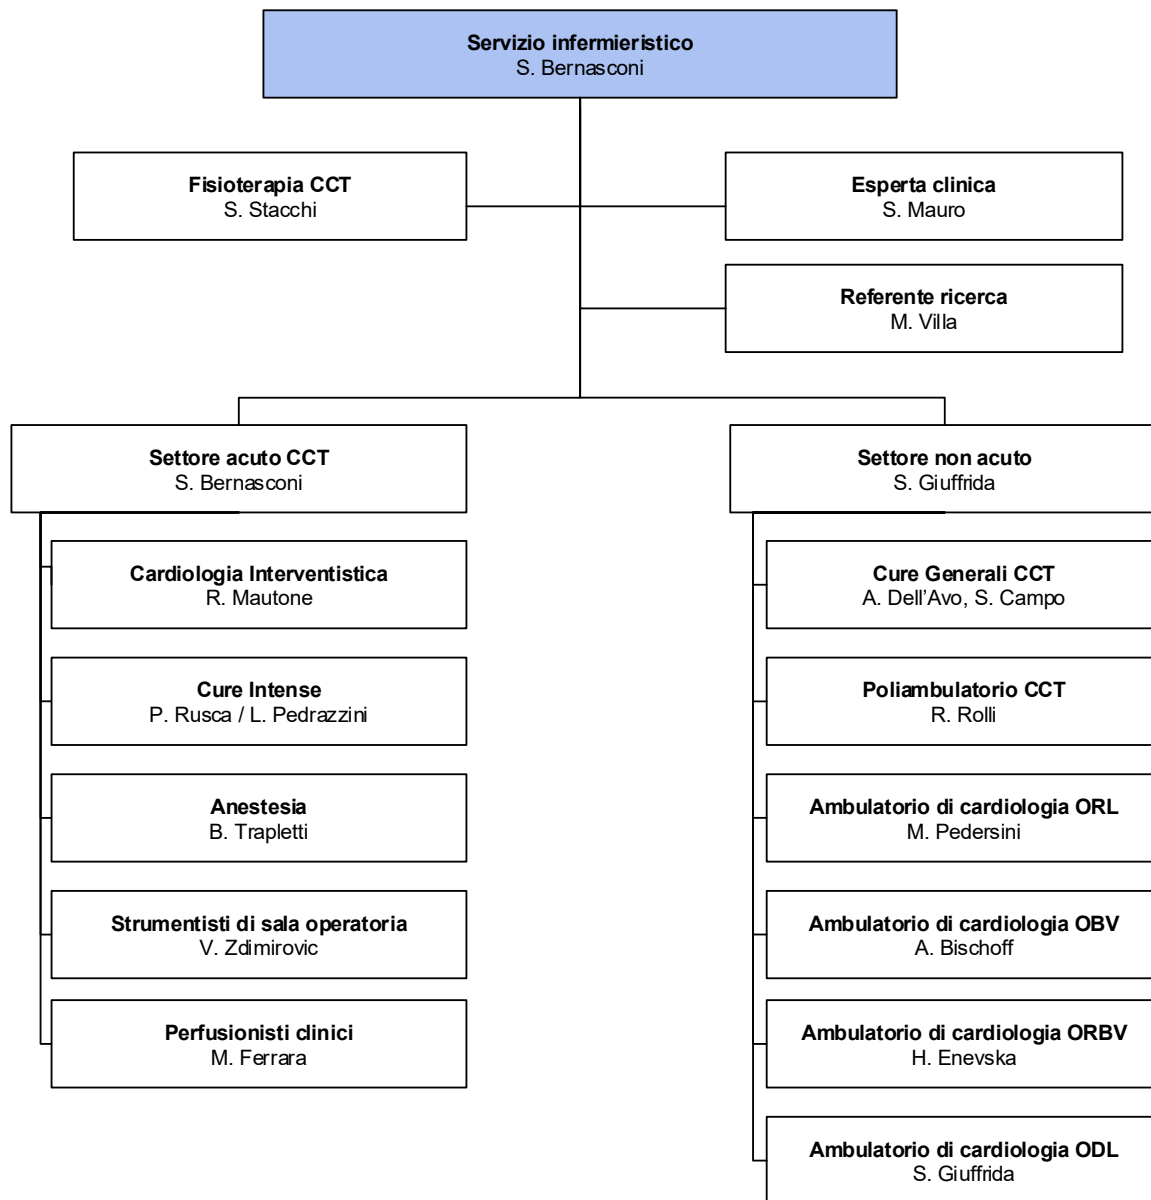 Servizio infermieristico
S. Bernasconi
Fisioterapia CCT
S. Stacchi
Esperta clinica
S. Mauro
Referente ricerca
M. Villa
Settore acuto CCT
S. Bernasconi
Cardiologia Interventistica
R. Mautone
Cure Intense
P. Rusca / L. Pedrazzini
Anestesia
B. Trapletti
Strumentisti di sala operatoria
V. Zdimirovic
Perfusionisti clinici
M. Ferrara
Settore non acuto
S. Giuffrida
Cure Generali CCT
A. Dell’Avo, S. Campo
Poliambulatorio CCT
R. Rolli
Ambulatorio di cardiologia ORL
M. Pedersini
Ambulatorio di cardiologia OBV
A. Bischoff
Ambulatorio di cardiologia ORBV
H. Enevska
Ambulatorio di cardiologia ODL
S. Giuffrida